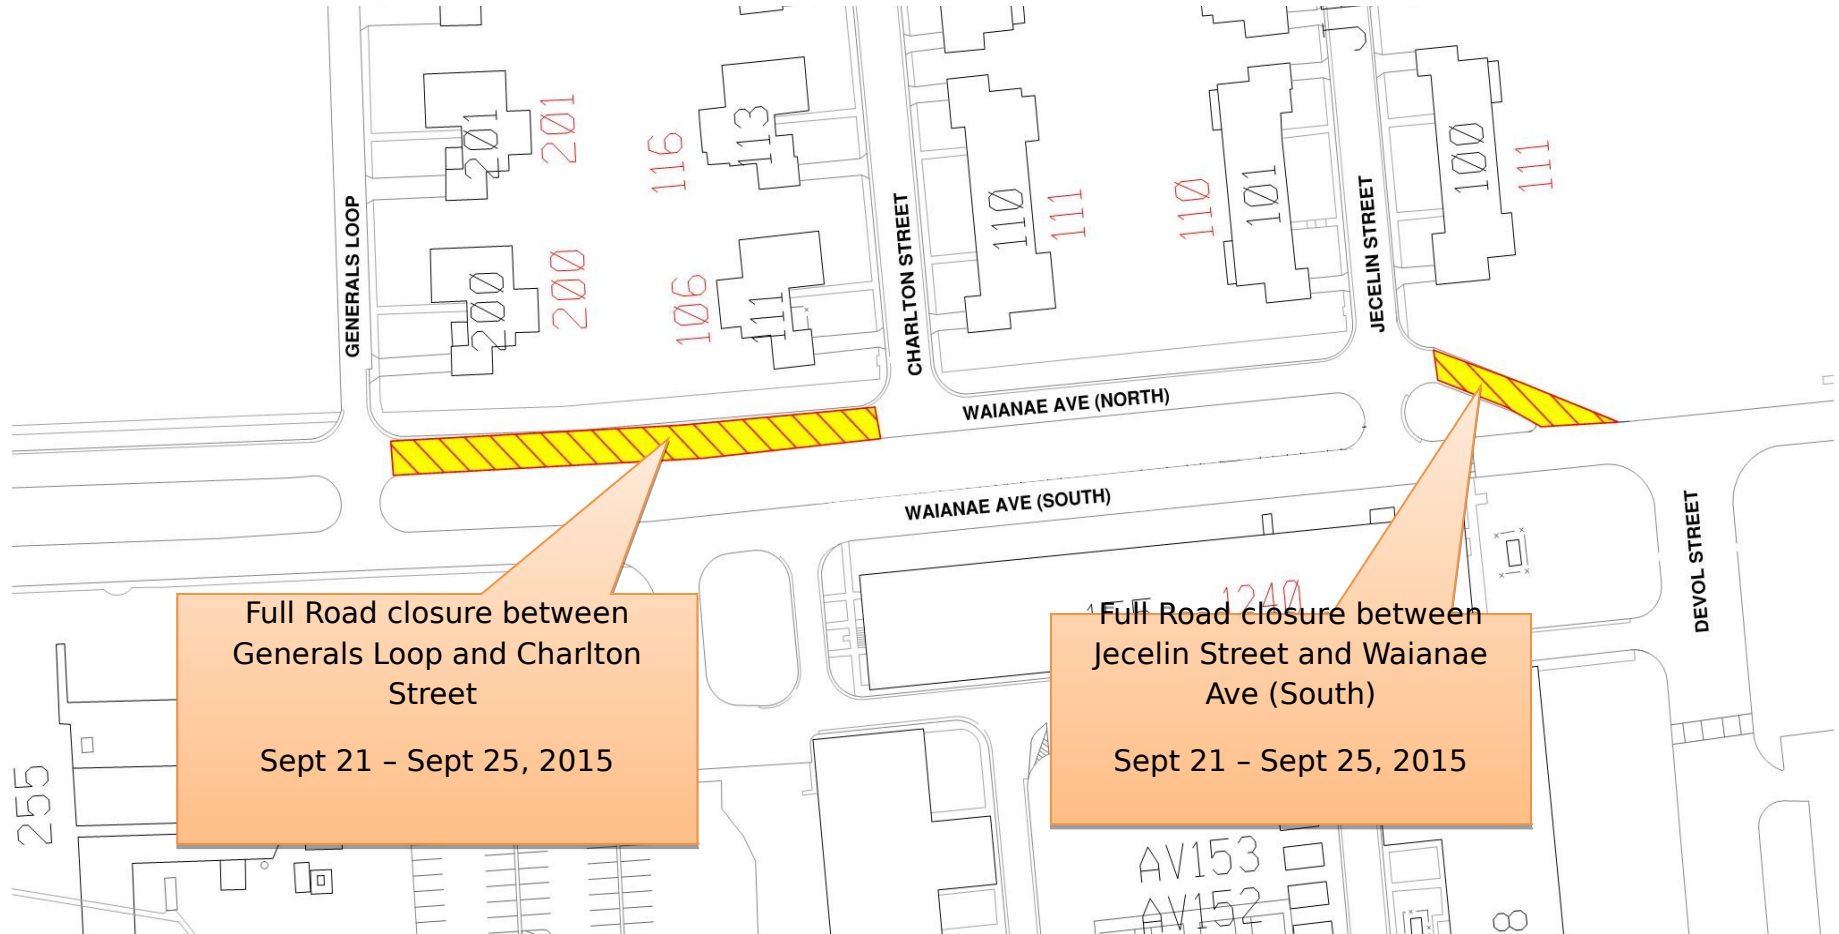 201
201
116
113
GENERALS LOOP
200
200
106
111
CHARLTON STREET
110
111
110
101
JECELIN STREET
100
111
WAIANAE AVE (NORTH)
WAIANAE AVE (SOUTH)
DEVOL STREET
1240
Full Road closure between
Generals Loop and Charlton
Street
Sept 21 – Sept 25, 2015
Full Road closure between
Jecelin Street and Waianae
Ave (South)
Sept 21 – Sept 25, 2015
255
AV153
AV152
8